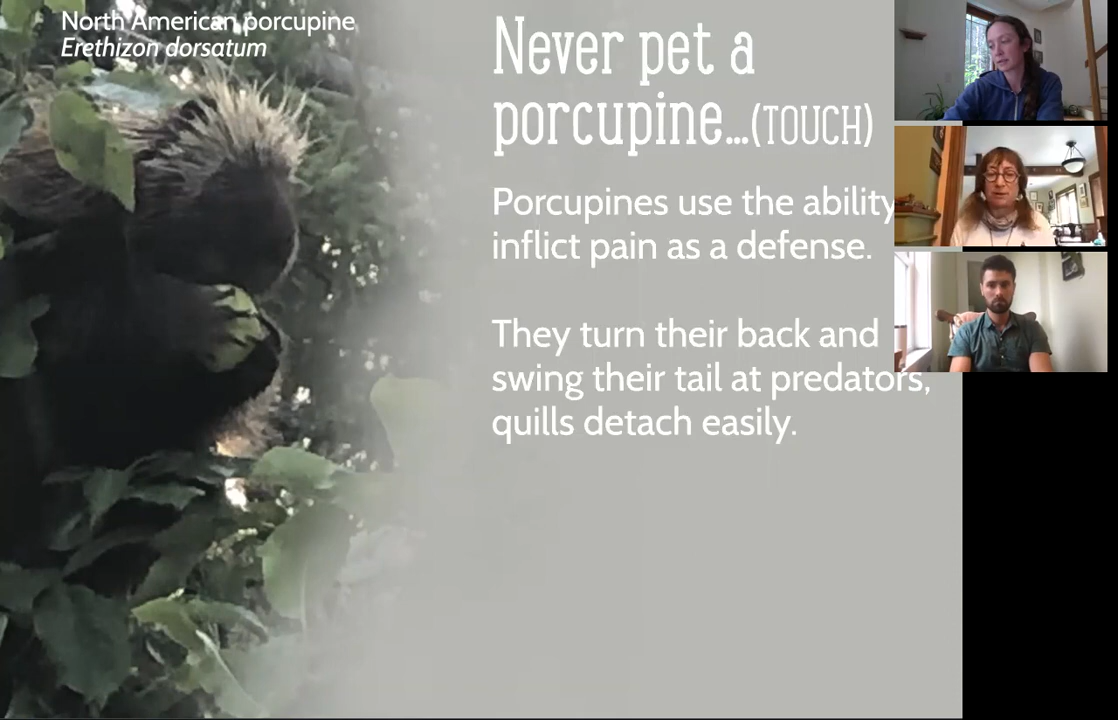 North American porcupine
Erethizon dorsatum
Never pet a
porcupine...(TOUCH)
Porcupines use the ability
inflict pain as a defense.
They turn their back and
swing their tail at predators,
quills detach easily.